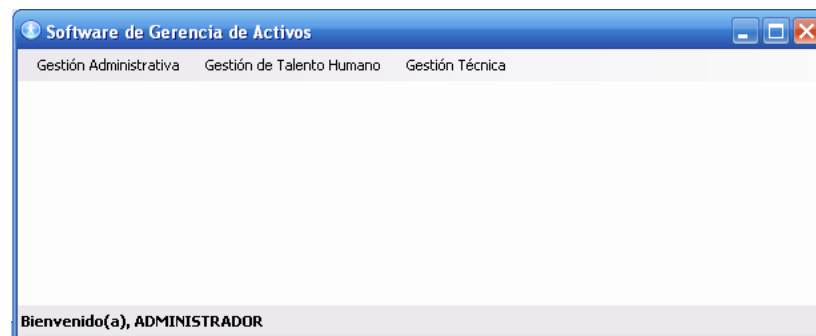 Software de Gerencia de Activos
Gestión Administrativa Gestión de Talento Humano Gestión Técnica
Bienvenido(a), ADMINISTRADOR